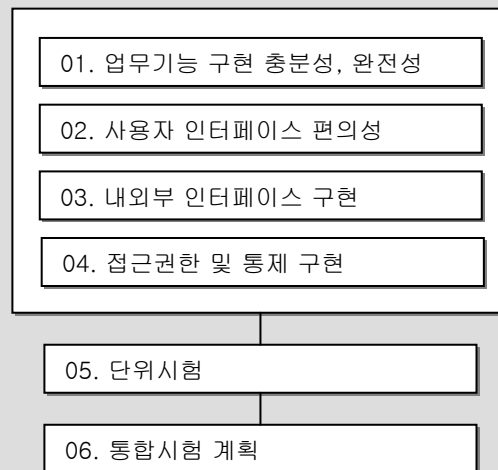 01. 업무기능 구현 충분성, 완전성
02. 사용자 인터페이스 편의성
03. 내외부 인터페이스 구현
04. 접근권한 및 통제 구현
05. 단위시험
06. 통합시험 계획